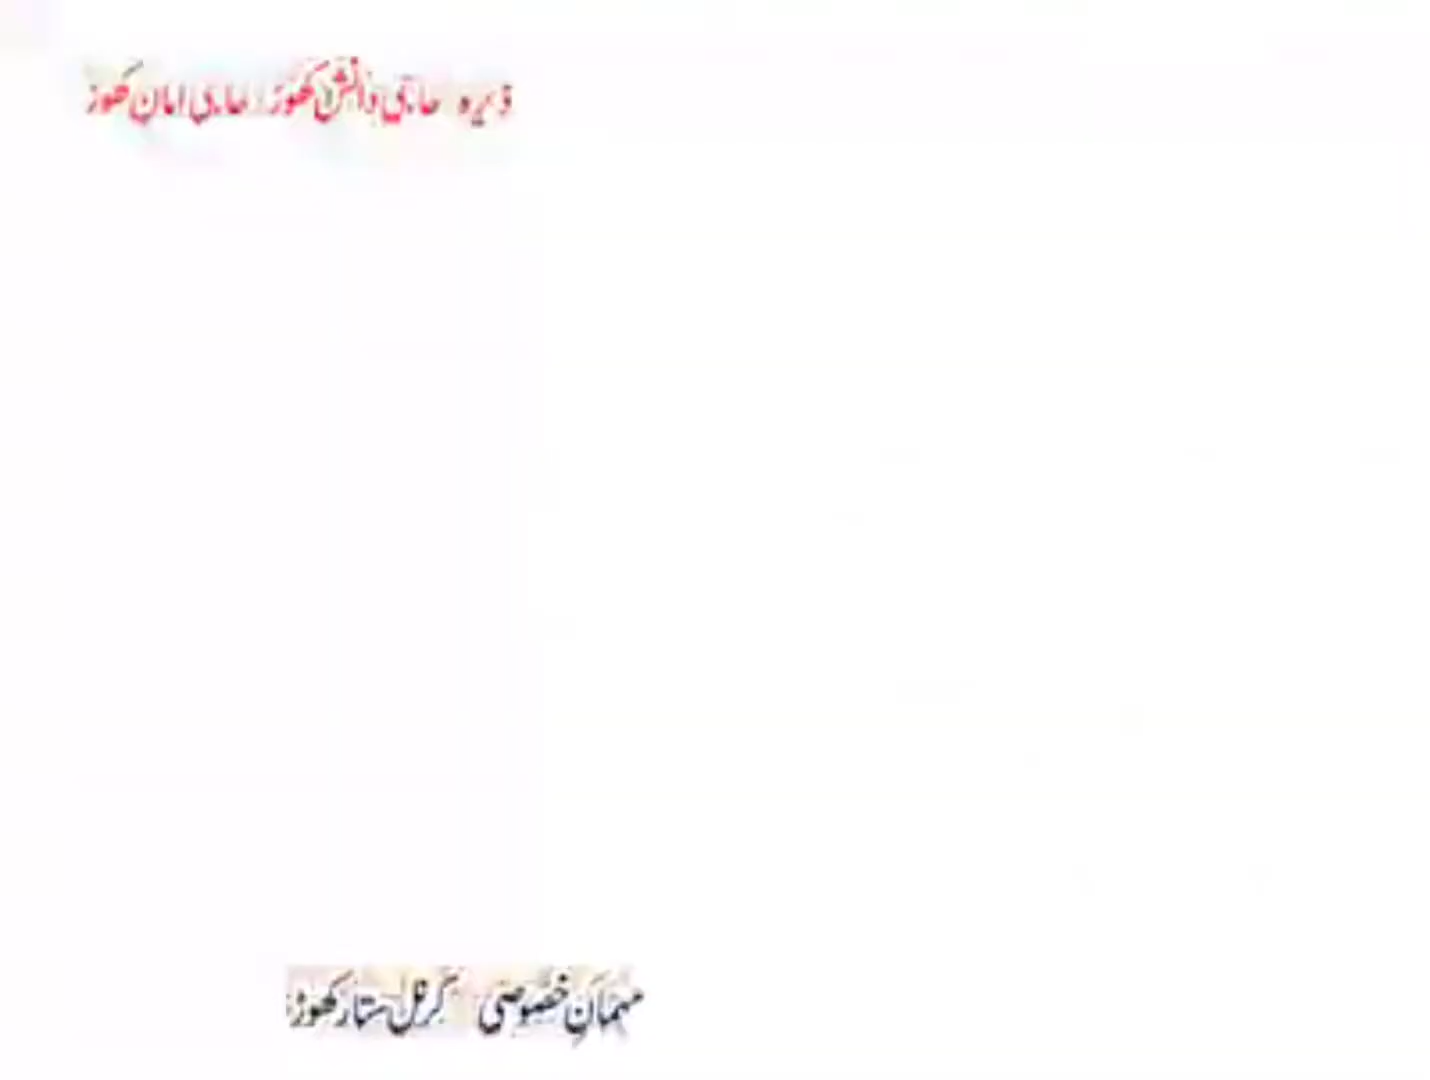 ڈیرہ حاجی دانش کھوڑ، حاجی امان کھوڑ
مہمانِ خصوصی کرنل ستار کھوڑ